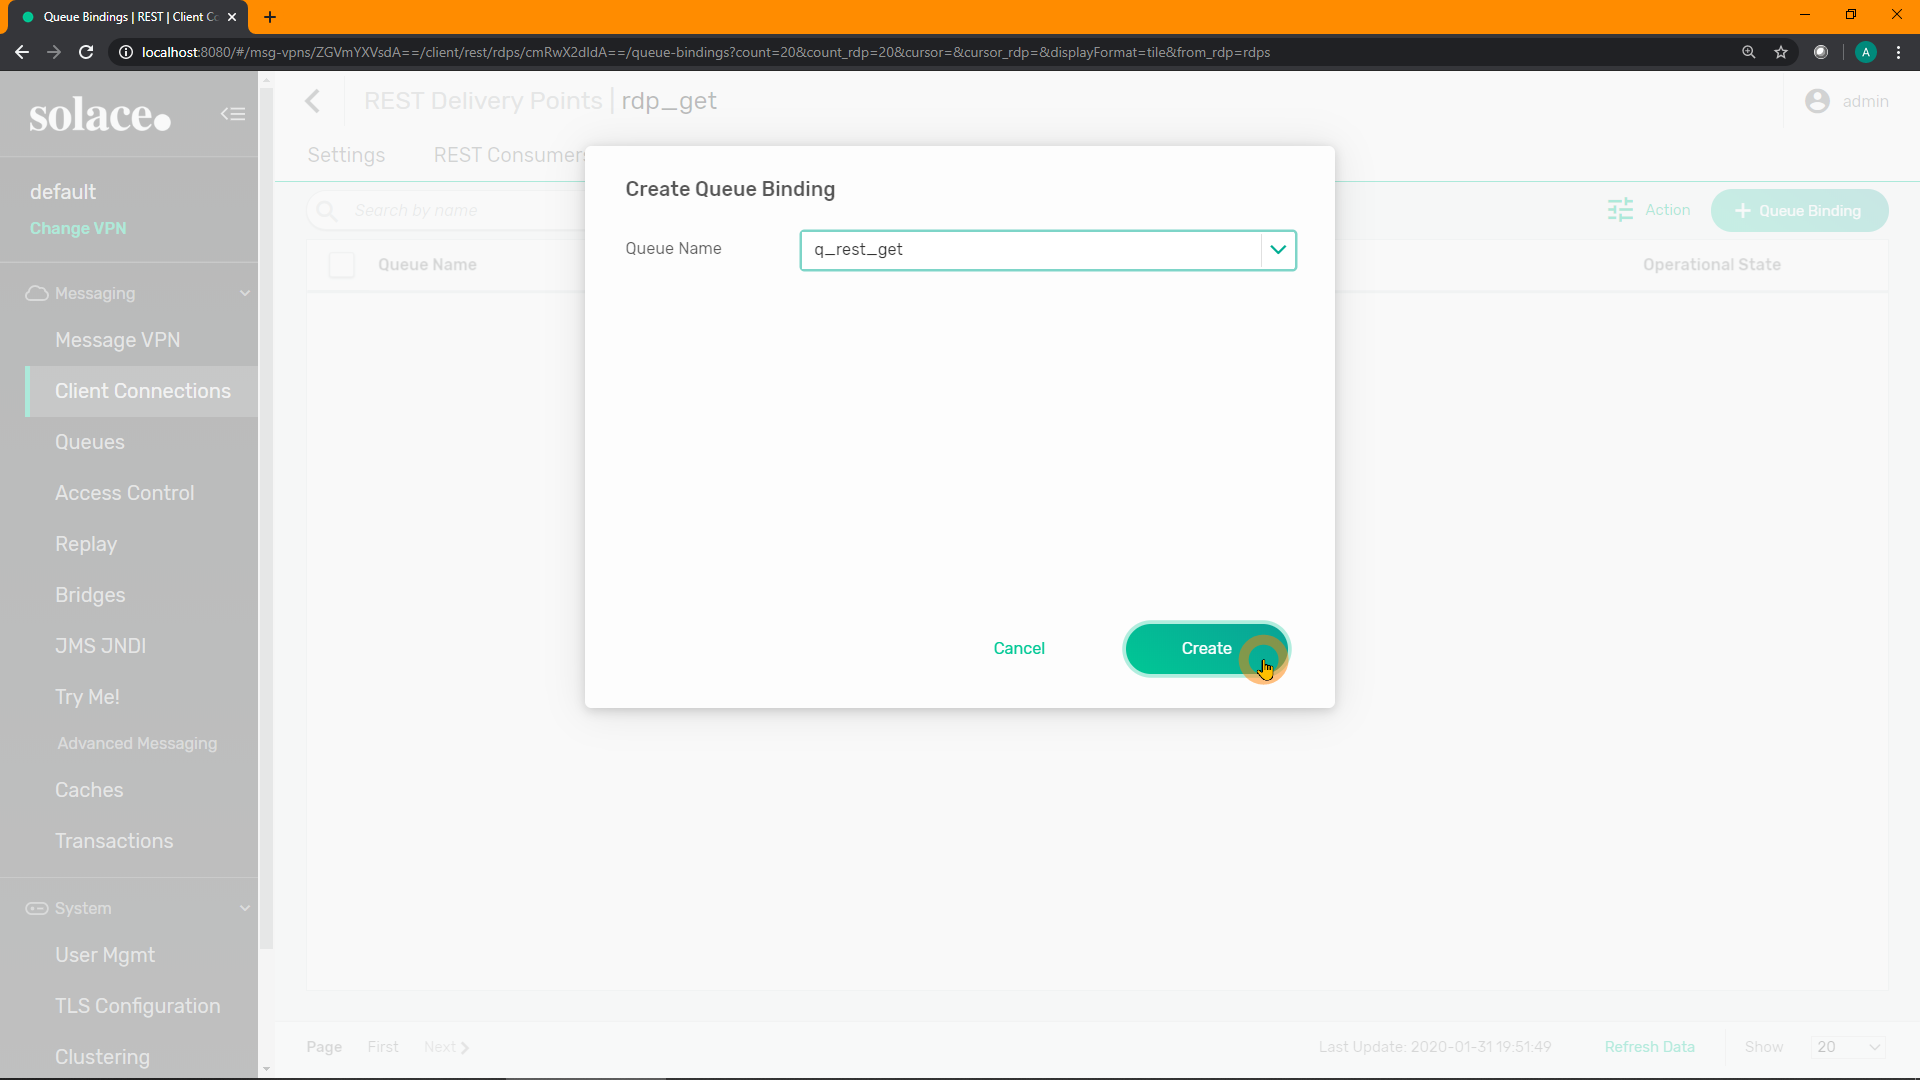 Queue Bindings | REST | Client Co
localhost:8080/#/msg-vpns/ZGVmYXVsdA==/client/rest/rdps/cmRwX2dldA==/queue-bindings?count=20&count_rdp=20&cursor=&cursor_rdp=&displayFormat=tile&from_rdp=rdps
A
solace.
REST Delivery Points | rdp_get
admin
Settings
REST Consumers
default
Change VPN
Search by name
Action
+ Queue Binding
Queue Name
Operational State
Create Queue Binding
Queue Name
q_rest_get
Cancel
Create
Messaging
Message VPN
Client Connections
Queues
Access Control
Replay
Bridges
JMS JNDI
Try Me!
Advanced Messaging
Caches
Transactions
System
User Mgmt
TLS Configuration
Clustering
Page First Next
Last Update: 2020-01-31 19:51:49
Refresh Data
Show 20